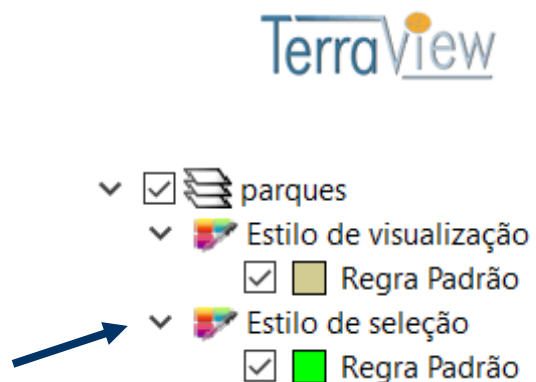 TerraView
parques
Estilo de visualização
Regra Padrão
Estilo de seleção
Regra Padrão